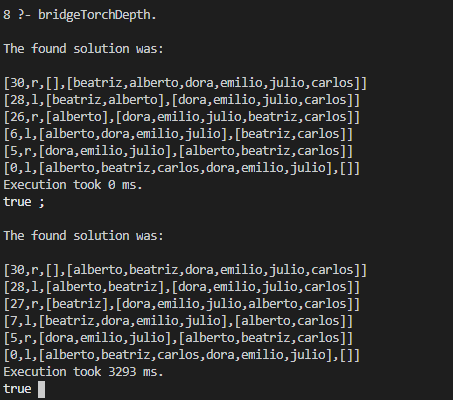 8 ?- bridgeTorchDepth.
The found solution was:
[30,r,[],[beatriz,alberto,dora,emilio,julio,carlos]]
[28,l,[beatriz,alberto],[dora,emilio,julio,carlos]]
[26,r,[alberto],[dora,emilio,julio,beatriz,carlos]]
[6,l,[alberto,dora,emilio,julio],[beatriz,carlos]]
[5,r,[dora,emilio,julio],[alberto,beatriz,carlos]]
[0,l,[alberto,beatriz,carlos,dora,emilio,julio],[]]
Execution took 0 ms.
true ;
The found solution was:
[30,r,[],[alberto,beatriz,dora,emilio,julio,carlos]]
[28,l,[alberto,beatriz],[dora,emilio,julio,carlos]]
[27,r,[beatriz],[dora,emilio,julio,alberto,carlos]]
[7,l,[beatriz,dora,emilio,julio],[alberto,carlos]]
[5,r,[dora,emilio,julio],[alberto,beatriz,carlos]]
[0,l,[alberto,beatriz,carlos,dora,emilio,julio],[]]
Execution took 3293 ms.
true